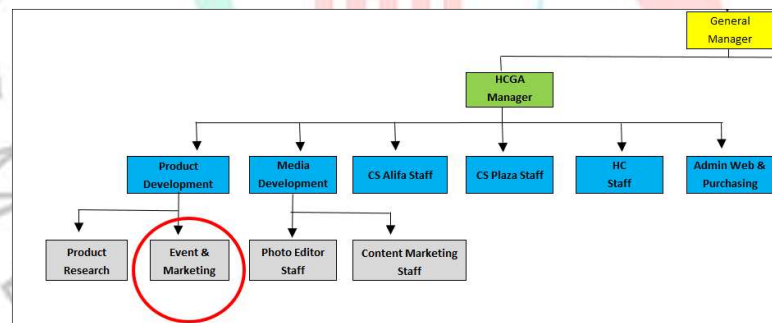 General
Manager
HCGA
Manager
Product
Development
Media
Development
CS Alifa Staff
CS Plaza Staff
HC
Staff
Admin Web &
Purchasing
Product
Research
Event &
Marketing
Photo Editor
Staff
Content Marketing
Staff